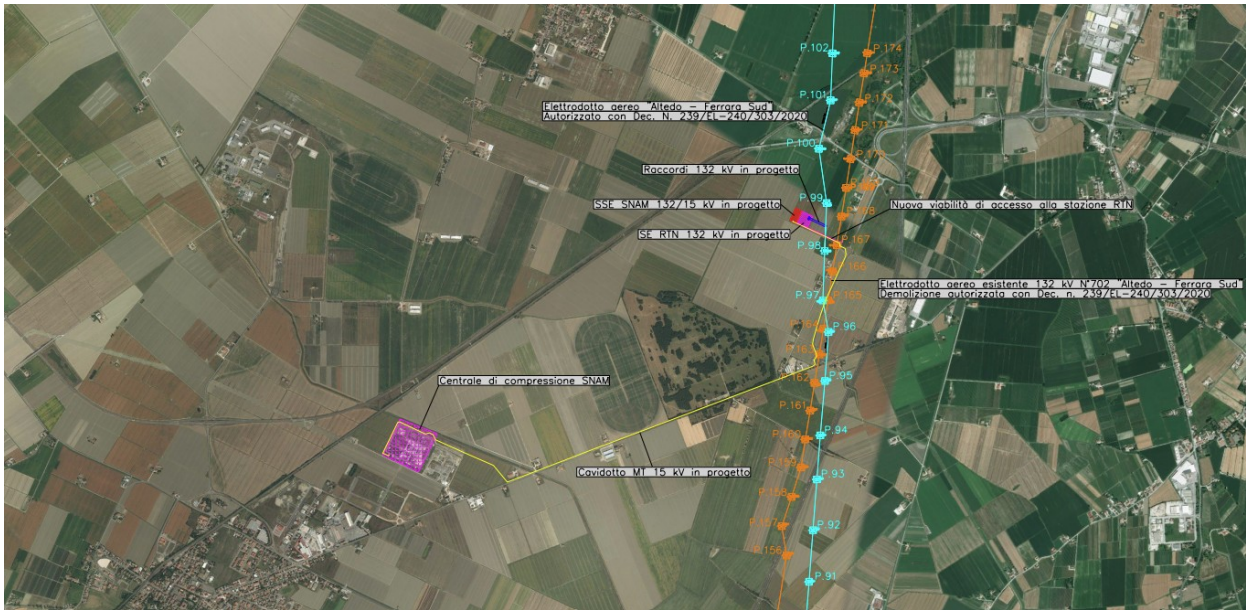 P.102
P.174
P.173
P.101
P.172
Elettrodotto aereo "Altedo – Ferrara Sud"
Autorizzato con Dec. N. 239/EL-240/303/2020
P.100
Raccordi 132 kV in progetto
P.99
SSE SNAM 132/15 kV in progetto
Nuova viabilità di accesso alla stazione RTN
SE RTN 132 kV in progetto
P.98
P.167
166
Elettrodotto aereo esistente 132 kV N°702 "Altedo – Ferrara Sud"
Demolizione autorizzata con Dec. n. 239/EL-240/303/2020
P.97
P.165
P.96
P.163
P.162
P.95
Centrale di compressione SNAM
P.161
P.94
P.160
P.159
Cavidotto MT 15 kV in progetto
P.93
P.158
P.157
P.92
P.156
P.91